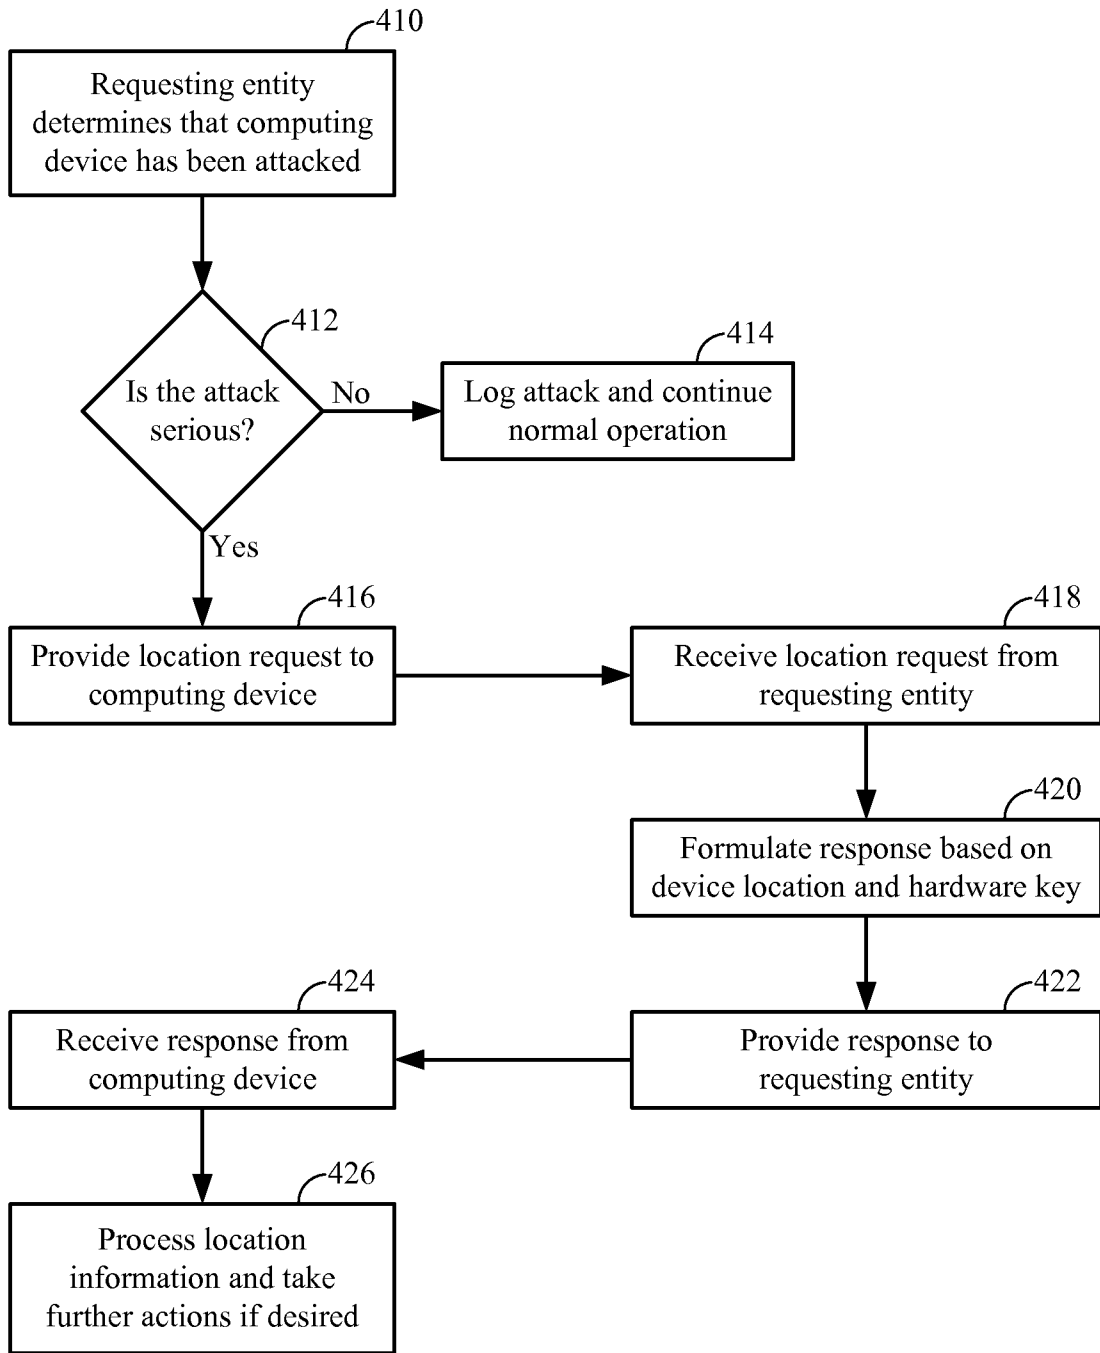 410
Requesting entity
determines that computing
device has been attacked
412
Is the attack
serious?
No
414
Log attack and continue
normal operation
Yes
416
Provide location request to
computing device
418
Receive location request from
requesting entity
420
Formulate response based on
device location and hardware key
422
Provide response to
requesting entity
424
Receive response from
computing device
426
Process location
information and take
further actions if desired